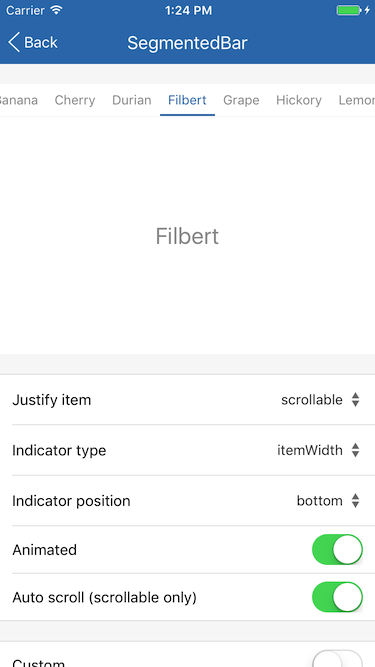 Carrier 1:24 PM
Back SegmentedBar
Banana Cherry Durian Filbert Grape Hickory Lemon
Filbert
Justify item scrollable
Indicator type itemWidth
Indicator position bottom
Animated
Auto scroll (scrollable only)
Custom